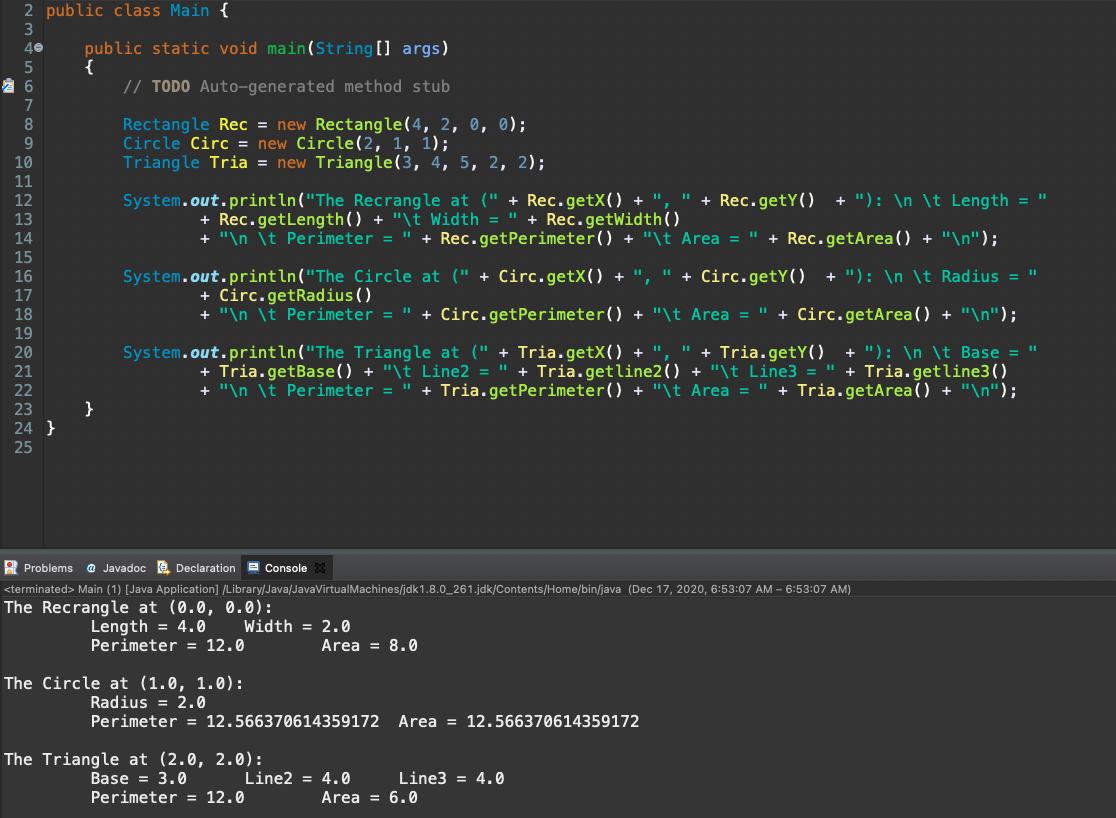 2 public class Main {
3
4 public static void main(String[] args)
5 {
6 // TODO Auto-generated method stub
7
8 Rectangle Rec = new Rectangle(4, 2, 0, 0);
9 Circle Circ = new Circle(2, 1, 1);
10 Triangle Tria = new Triangle(3, 4, 5, 2, 2);
11
12 System.out.println("The Recrangle at (" + Rec.getX() + ", " + Rec.getY()  + "): \n \t Length = "
13 + Rec.getLength() + "\t Width = " + Rec.getWidth()
14 + "\n \t Perimeter = " + Rec.getPerimeter() + "\t Area = " + Rec.getArea() + "\n");
15
16 System.out.println("The Circle at (" + Circ.getX() + ", " + Circ.getY()  + "): \n \t Radius = "
17 + Circ.getRadius()
18 + "\n \t Perimeter = " + Circ.getPerimeter() + "\t Area = " + Circ.getArea() + "\n");
19
20 System.out.println("The Triangle at (" + Tria.getX() + ", " + Tria.getY()  + "): \n \t Base = "
21 + Tria.getBase() + "\t Line2 = " + Tria.getline2() + "\t Line3 = " + Tria.getline3()
22 + "\n \t Perimeter = " + Tria.getPerimeter() + "\t Area = " + Tria.getArea() + "\n");
23 }
24 }
25
Problems @ Javadoc Declaration Console
<terminated> Main (1) [Java Application] /Library/Java/JavaVirtualMachines/jdk1.8.0_261.jdk/Contents/Home/bin/java (Dec 17, 2020, 6:53:07 AM – 6:53:07 AM)
The Recrangle at (0.0, 0.0):
Length = 4.0 Width = 2.0
Perimeter = 12.0 Area = 8.0
The Circle at (1.0, 1.0):
Radius = 2.0
Perimeter = 12.566370614359172 Area = 12.566370614359172
The Triangle at (2.0, 2.0):
Base = 3.0 Line2 = 4.0 Line3 = 4.0
Perimeter = 12.0 Area = 6.0